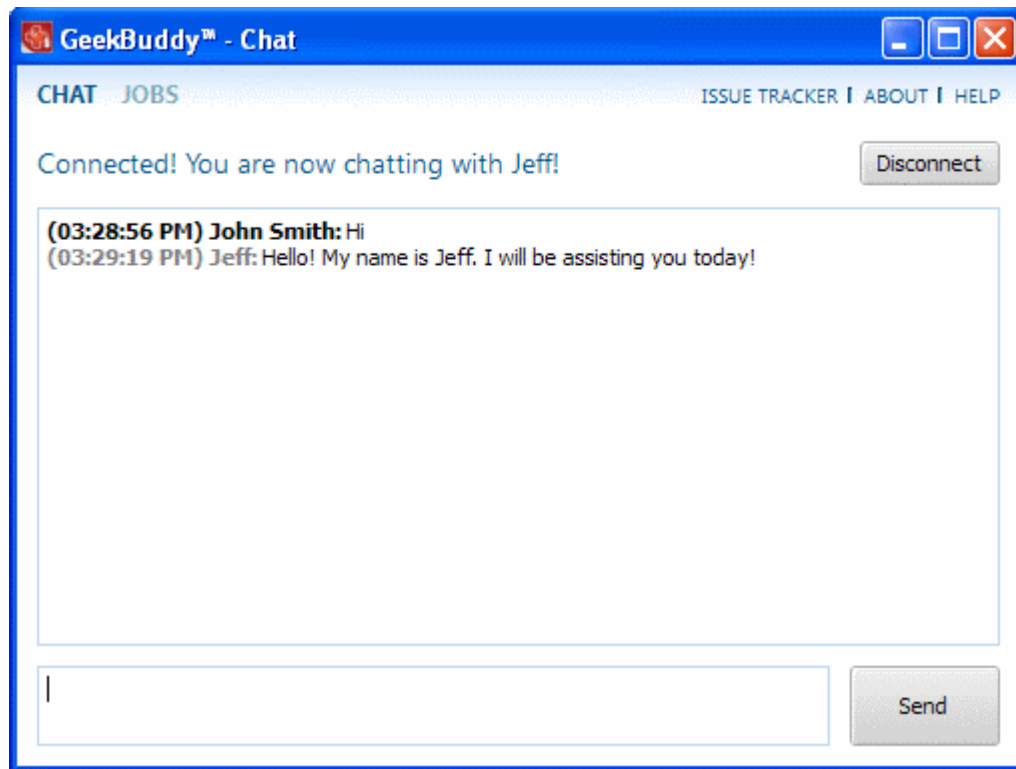 GeekBuddy™ - Chat
CHAT JOBS ISSUE TRACKER | ABOUT | HELP
Connected! You are now chatting with Jeff! Disconnect
(03:28:56 PM) John Smith: Hi
(03:29:19 PM) Jeff: Hello! My name is Jeff. I will be assisting you today!
Send